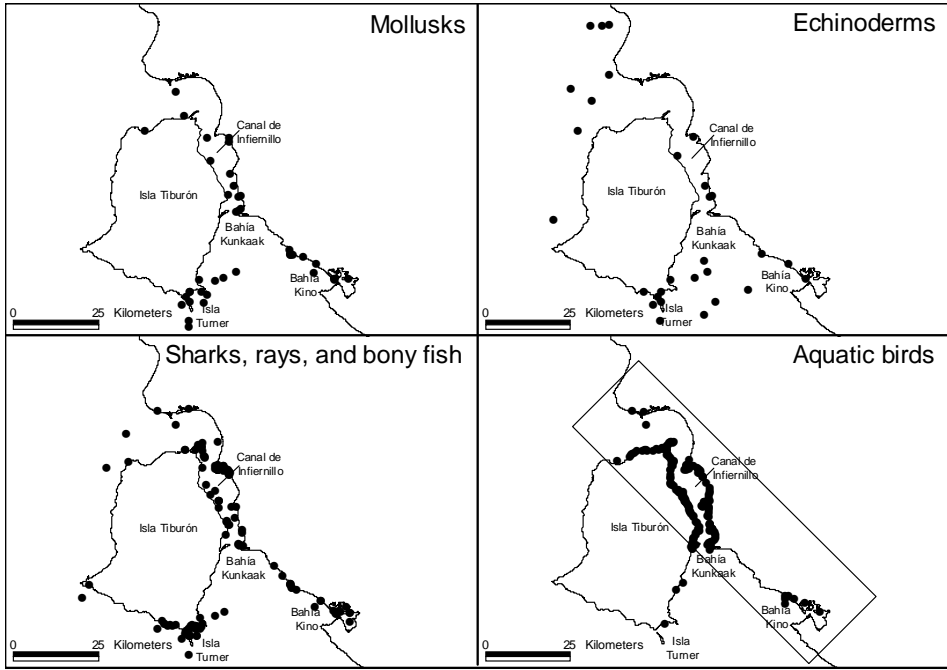 Mollusks
Canal de
Infiernillo
Isla Tiburón
Bahía
Kunkaak
Bahía
Kino
0 25 Kilometers
Isla
Turner
Echinoderms
Canal de
Infiernillo
Isla Tiburón
Bahía
Kunkaak
Bahía
Kino
0 25 Kilometers
Isla
Turner
Sharks, rays, and bony fish
Canal de
Infiernillo
Isla Tiburón
Bahía
Kunkaak
Bahía
Kino
0 25 Kilometers
Isla
Turner
Aquatic birds
Canal de
Infiernillo
Isla Tiburón
Bahía
Kunkaak
Bahía
Kino
0 25 Kilometers
Isla
Turner